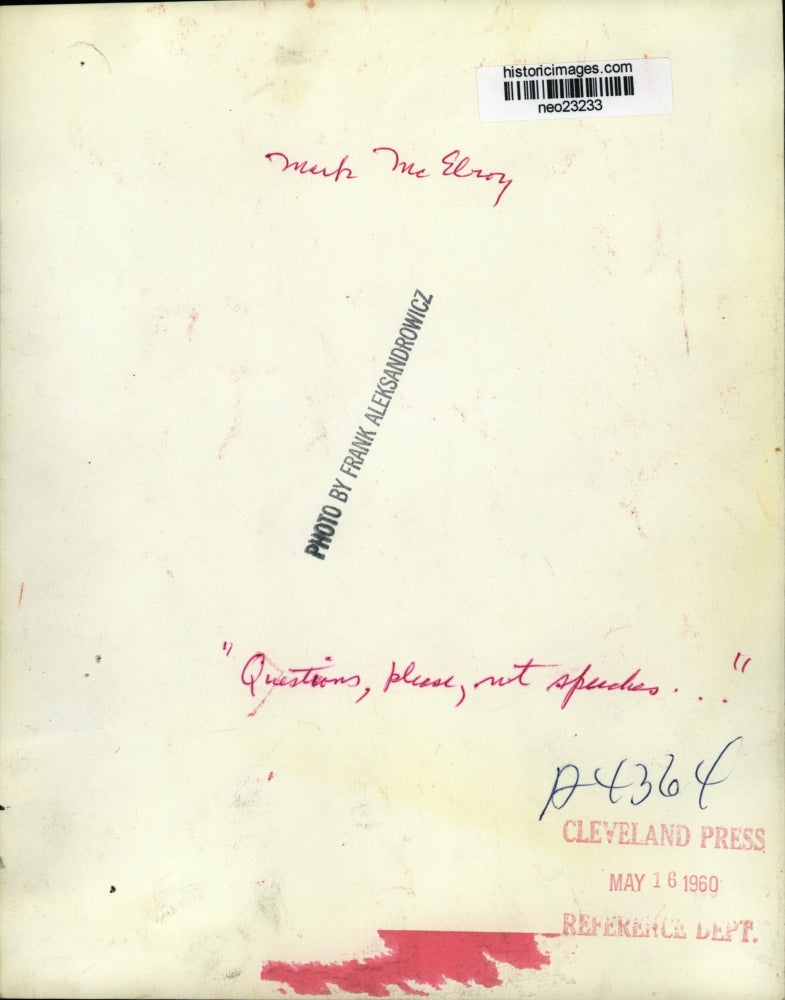 historicimages.com
neo23233
Mark McElroy
PHOTO BY FRANK ALEKSANDROWICZ
"Questions, please, not speeches..."
A4364
CLEVELAND PRESS
MAY 16 1960
REFERENCE DEPT.